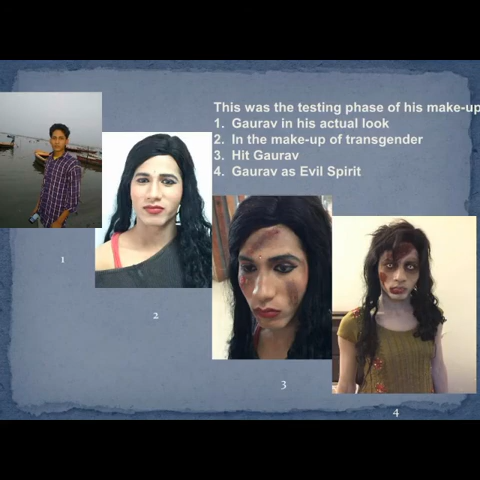 This was the testing phase of his make-up
1. Gaurav in his actual look
2. In the make-up of transgender
3. Hit Gaurav
4. Gaurav as Evil Spirit
1
2
3
4